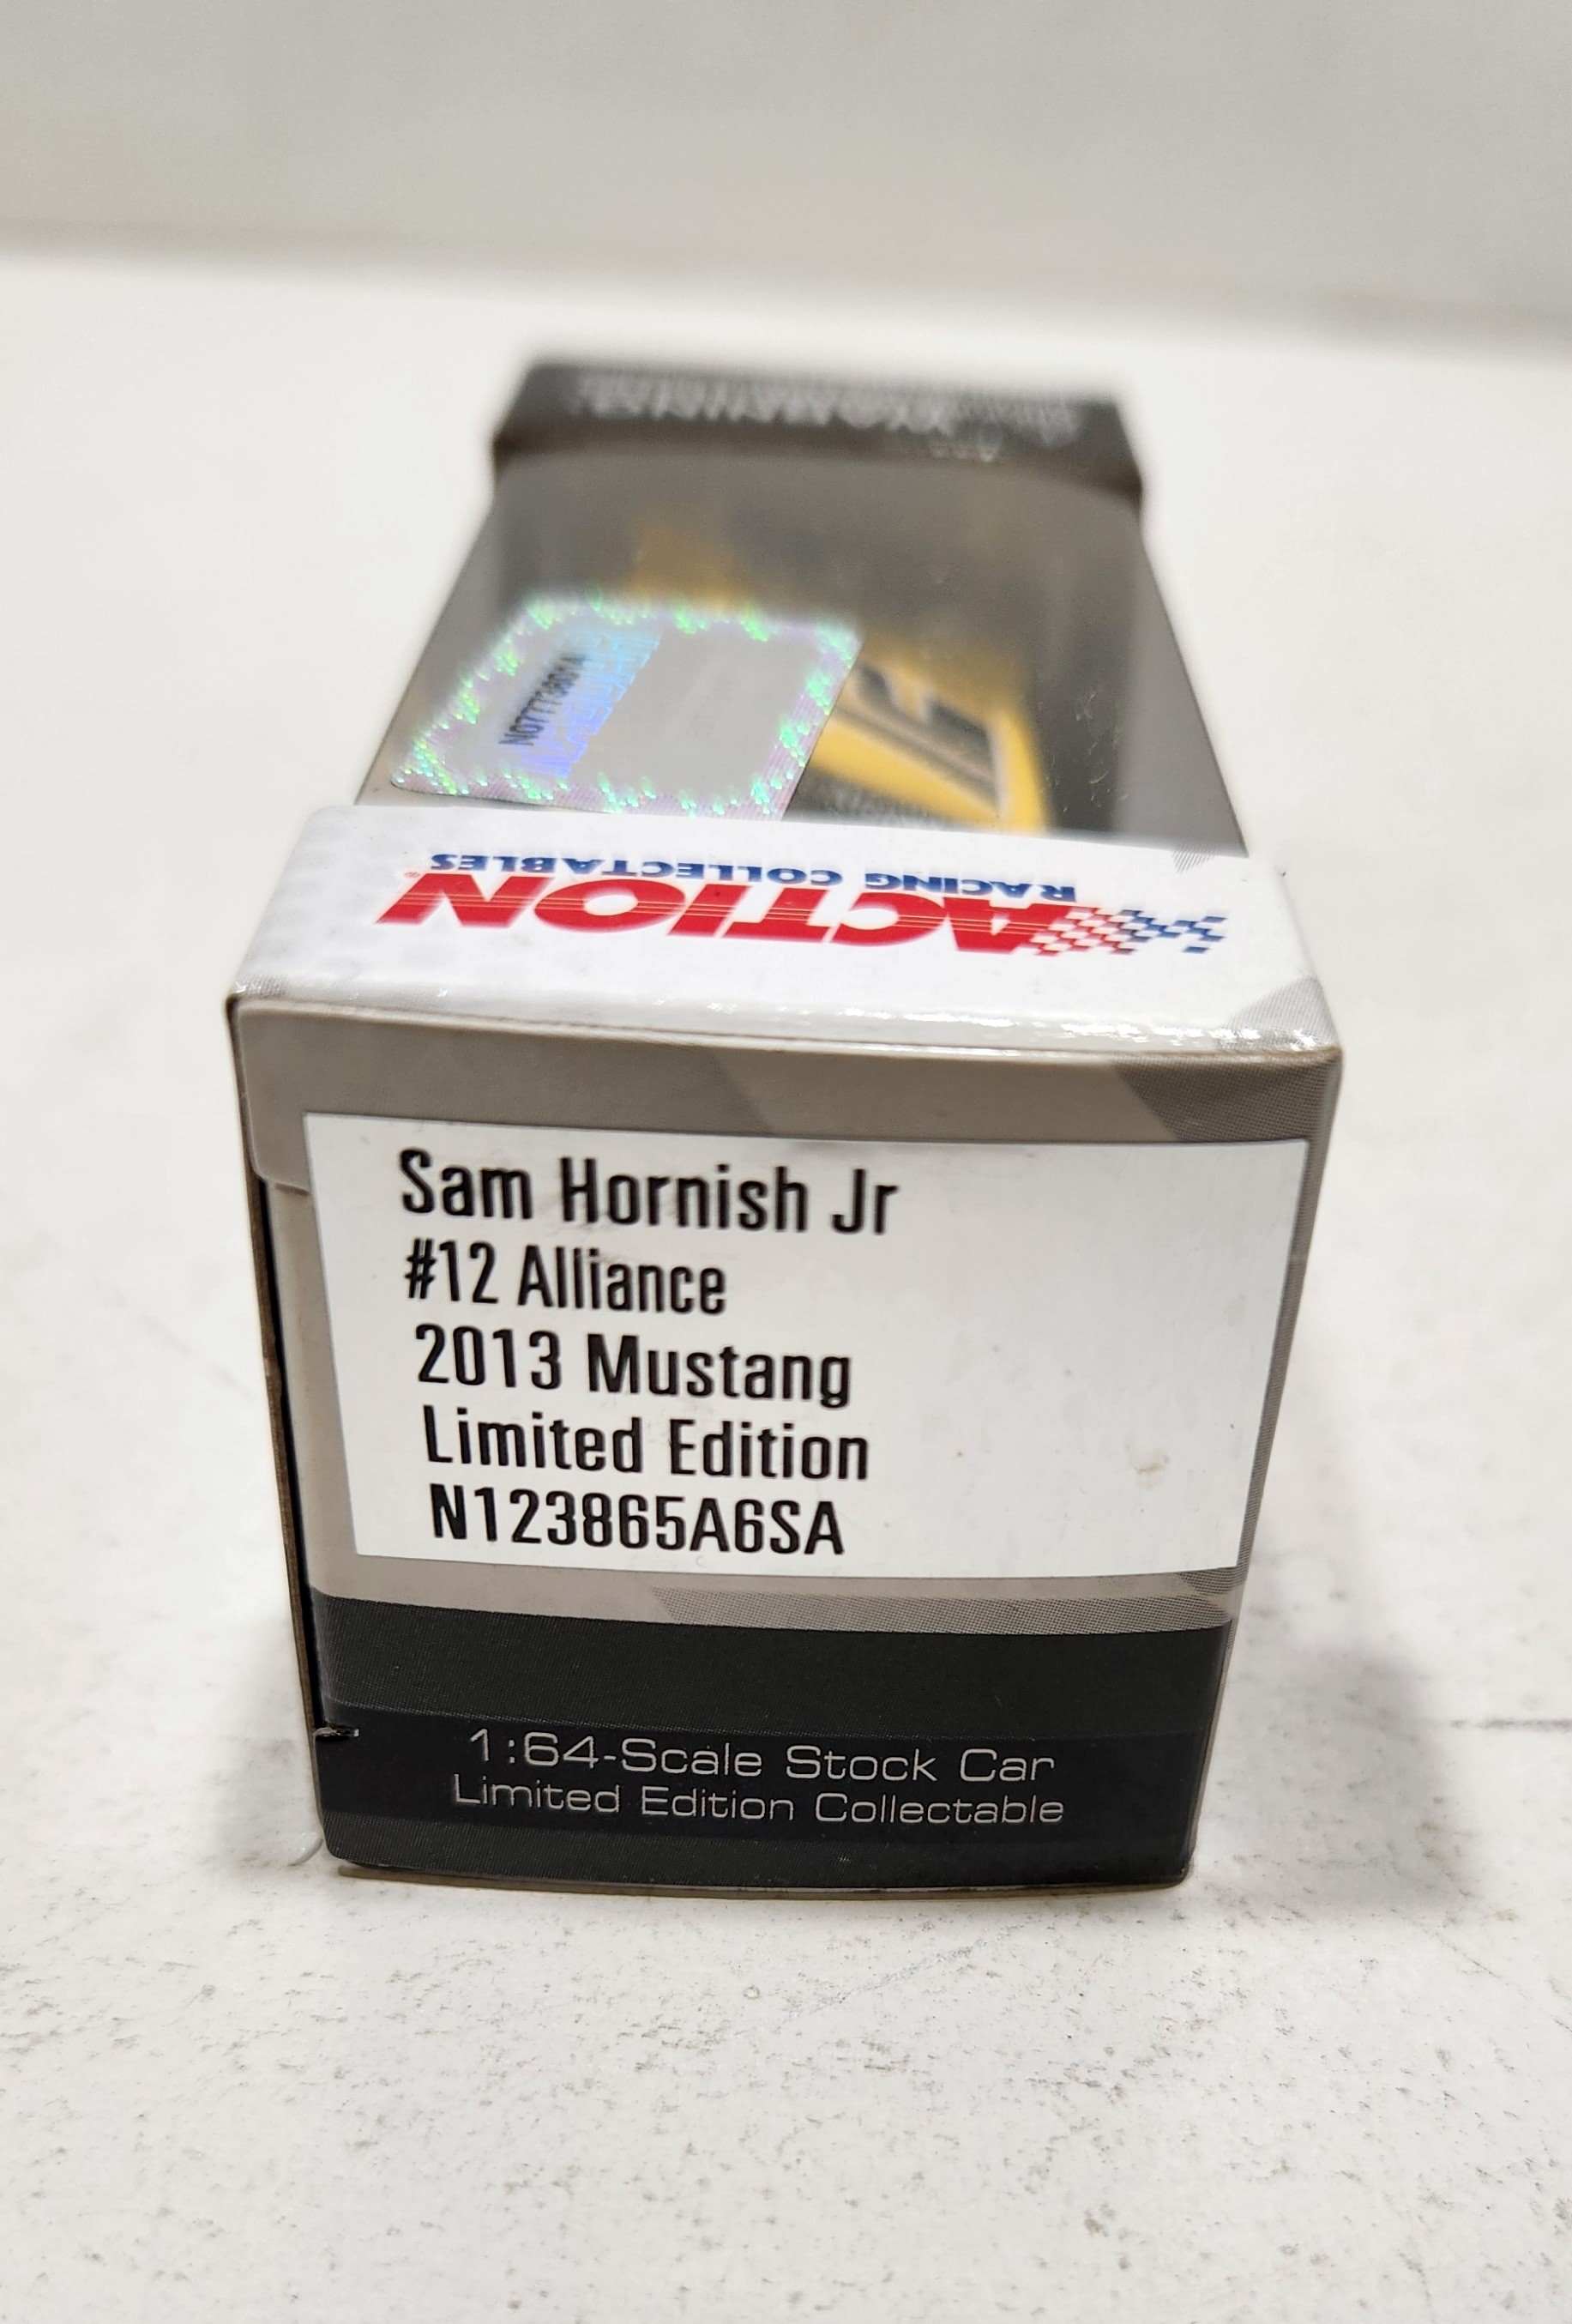 ACTION®
RACING COLLECTABLES
Sam Hornish Jr
#12 Alliance
2013 Mustang
Limited Edition
N123865A6SA
1:64-Scale Stock Car
Limited Edition Collectable